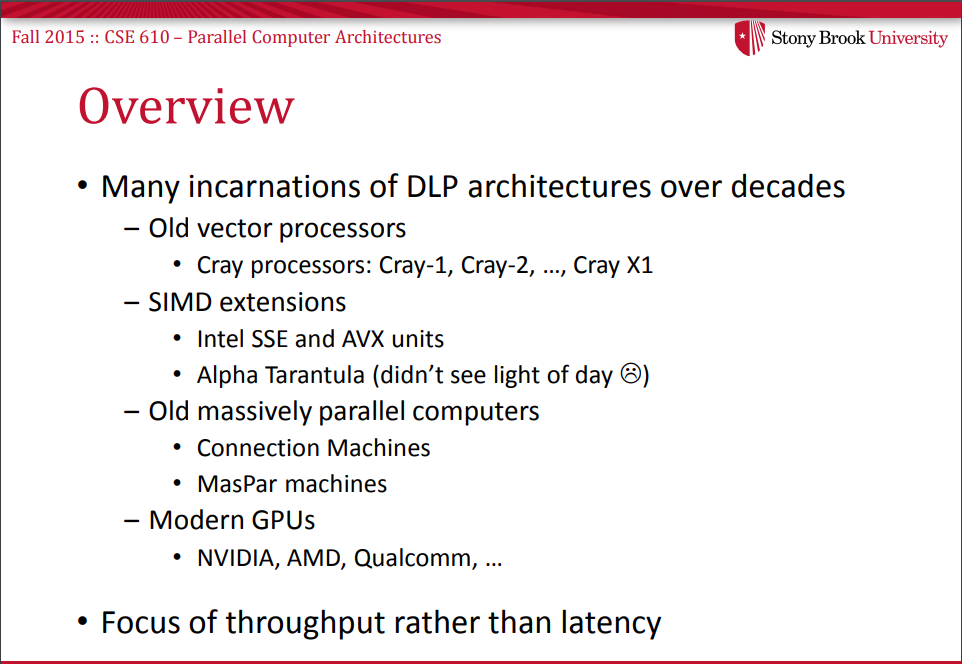 Fall 2015 :: CSE 610 – Parallel Computer Architectures
Stony Brook University
Overview
• Many incarnations of DLP architectures over decades
– Old vector processors
• Cray processors: Cray-1, Cray-2, …, Cray X1
– SIMD extensions
• Intel SSE and AVX units
• Alpha Tarantula (didn’t see light of day ☹)
– Old massively parallel computers
• Connection Machines
• MasPar machines
– Modern GPUs
• NVIDIA, AMD, Qualcomm, …
• Focus of throughput rather than latency